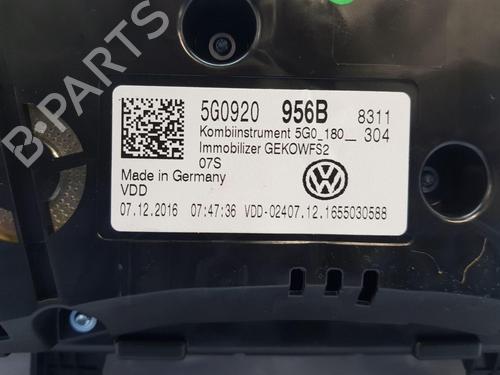 5G0920 956B 8311
Kombiinstrument 5G0_180__ 304
Immobilizer GEKOWFS2
07S
Made in Germany
VDD
07.12.2016 07:47:36 VDD-02407.12.1655030588
B-PARTS